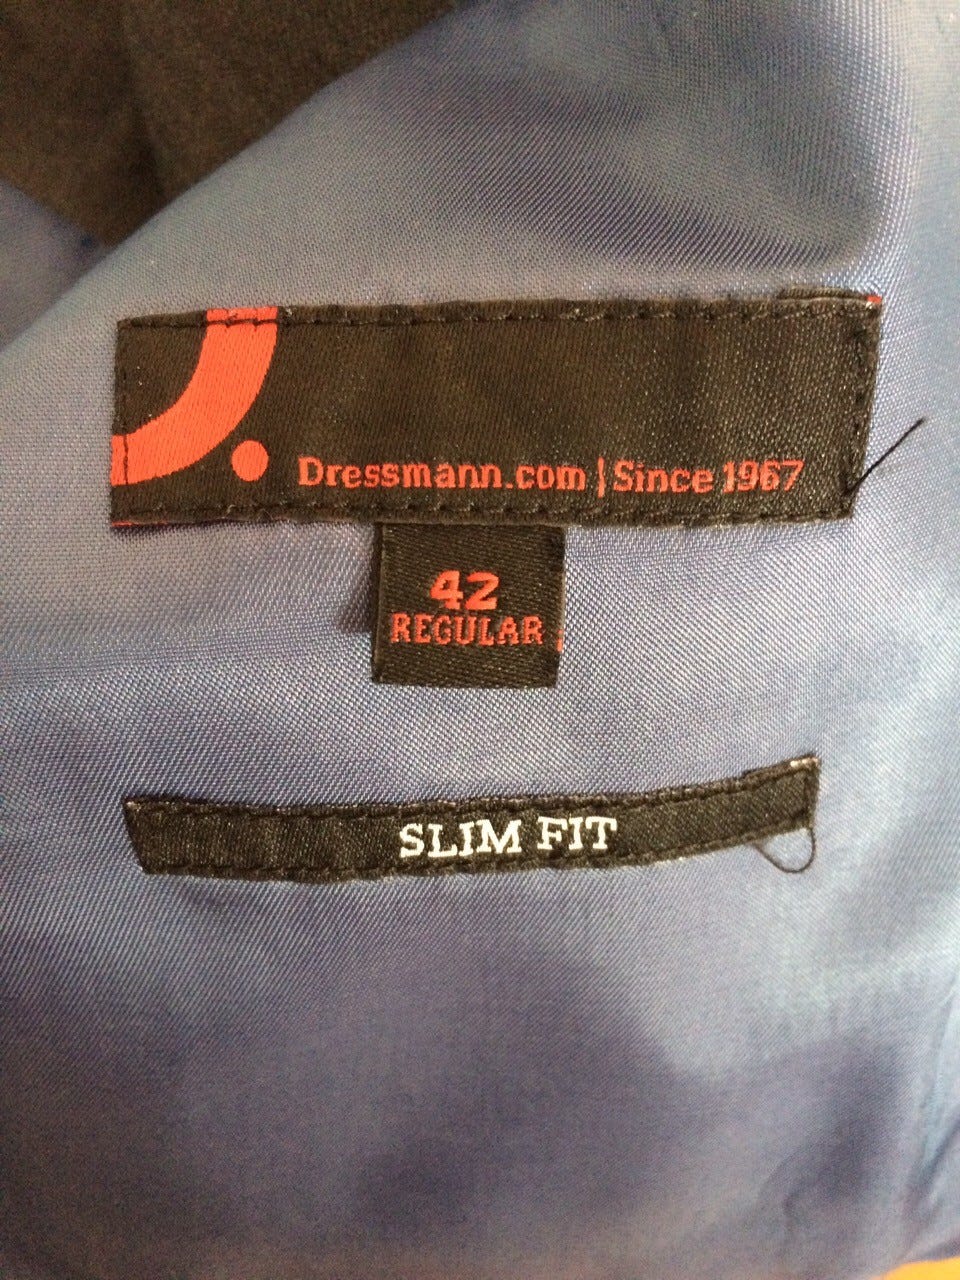 Dressmann.com | Since 1967
42
REGULAR
SLIM FIT